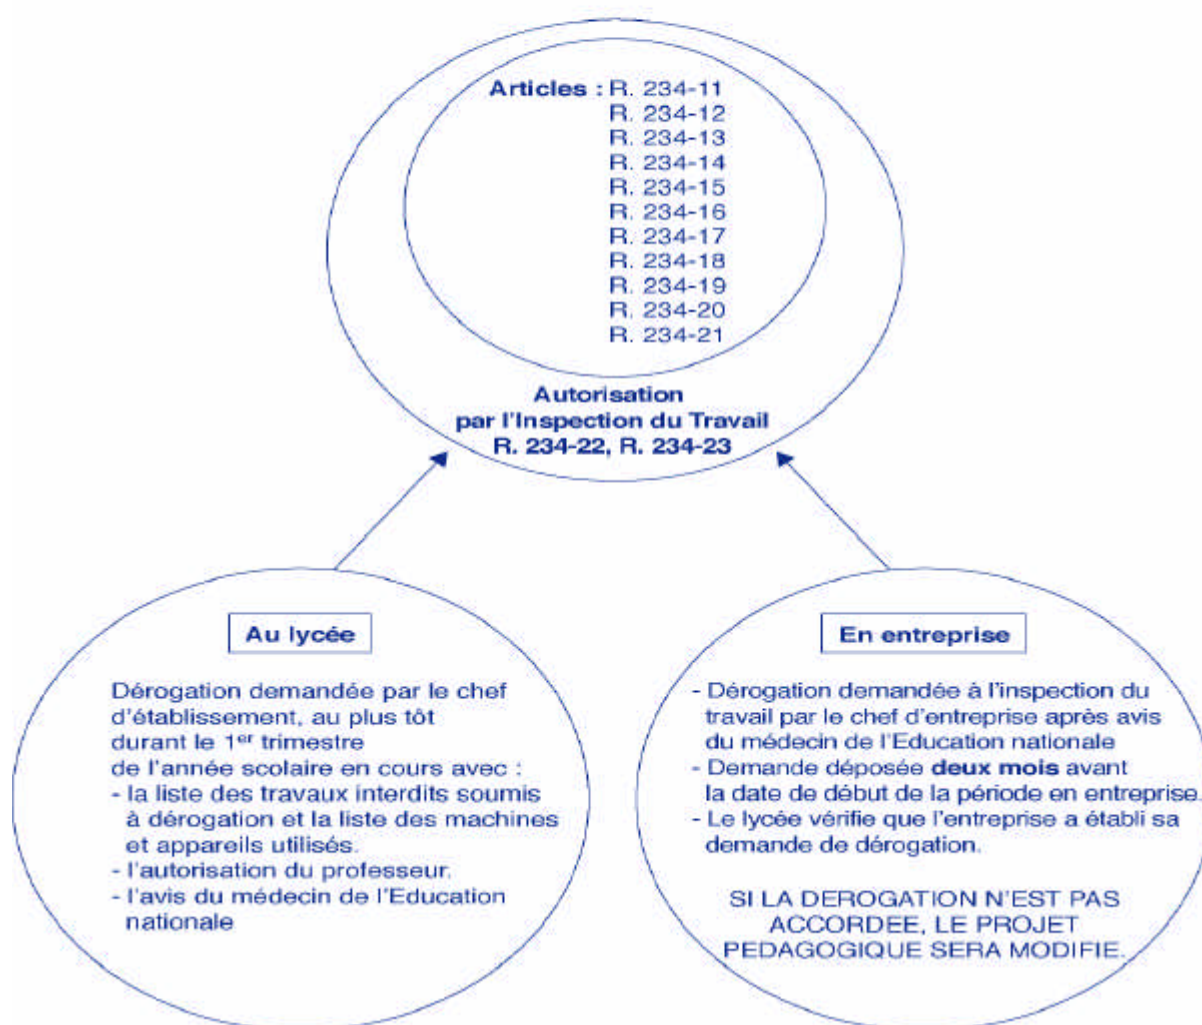 Articles : R. 234-11
R. 234-12
R. 234-13
R. 234-14
R. 234-15
R. 234-16
R. 234-17
R. 234-18
R. 234-19
R. 234-20
R. 234-21
Autorisation
par l'Inspection du Travail
R. 234-22, R. 234-23
Au lycée
Dérogation demandée par le chef
d'établissement, au plus tôt
durant le 1er trimestre
de l'année scolaire en cours avec :
- la liste des travaux interdits soumis
à dérogation et la liste des machines
et appareils utilisés.
- l'autorisation du professeur.
- l'avis du médecin de l'Education
nationale
En entreprise
- Dérogation demandée à l'inspection du
travail par le chef d'entreprise après avis
du médecin de l'Education nationale
- Demande déposée deux mois avant
la date de début de la période en entreprise.
- Le lycée vérifie que l'entreprise a établi sa
demande de dérogation.
SI LA DEROGATION N'EST PAS
ACCORDEE, LE PROJET
PEDAGOGIQUE SERA MODIFIE.